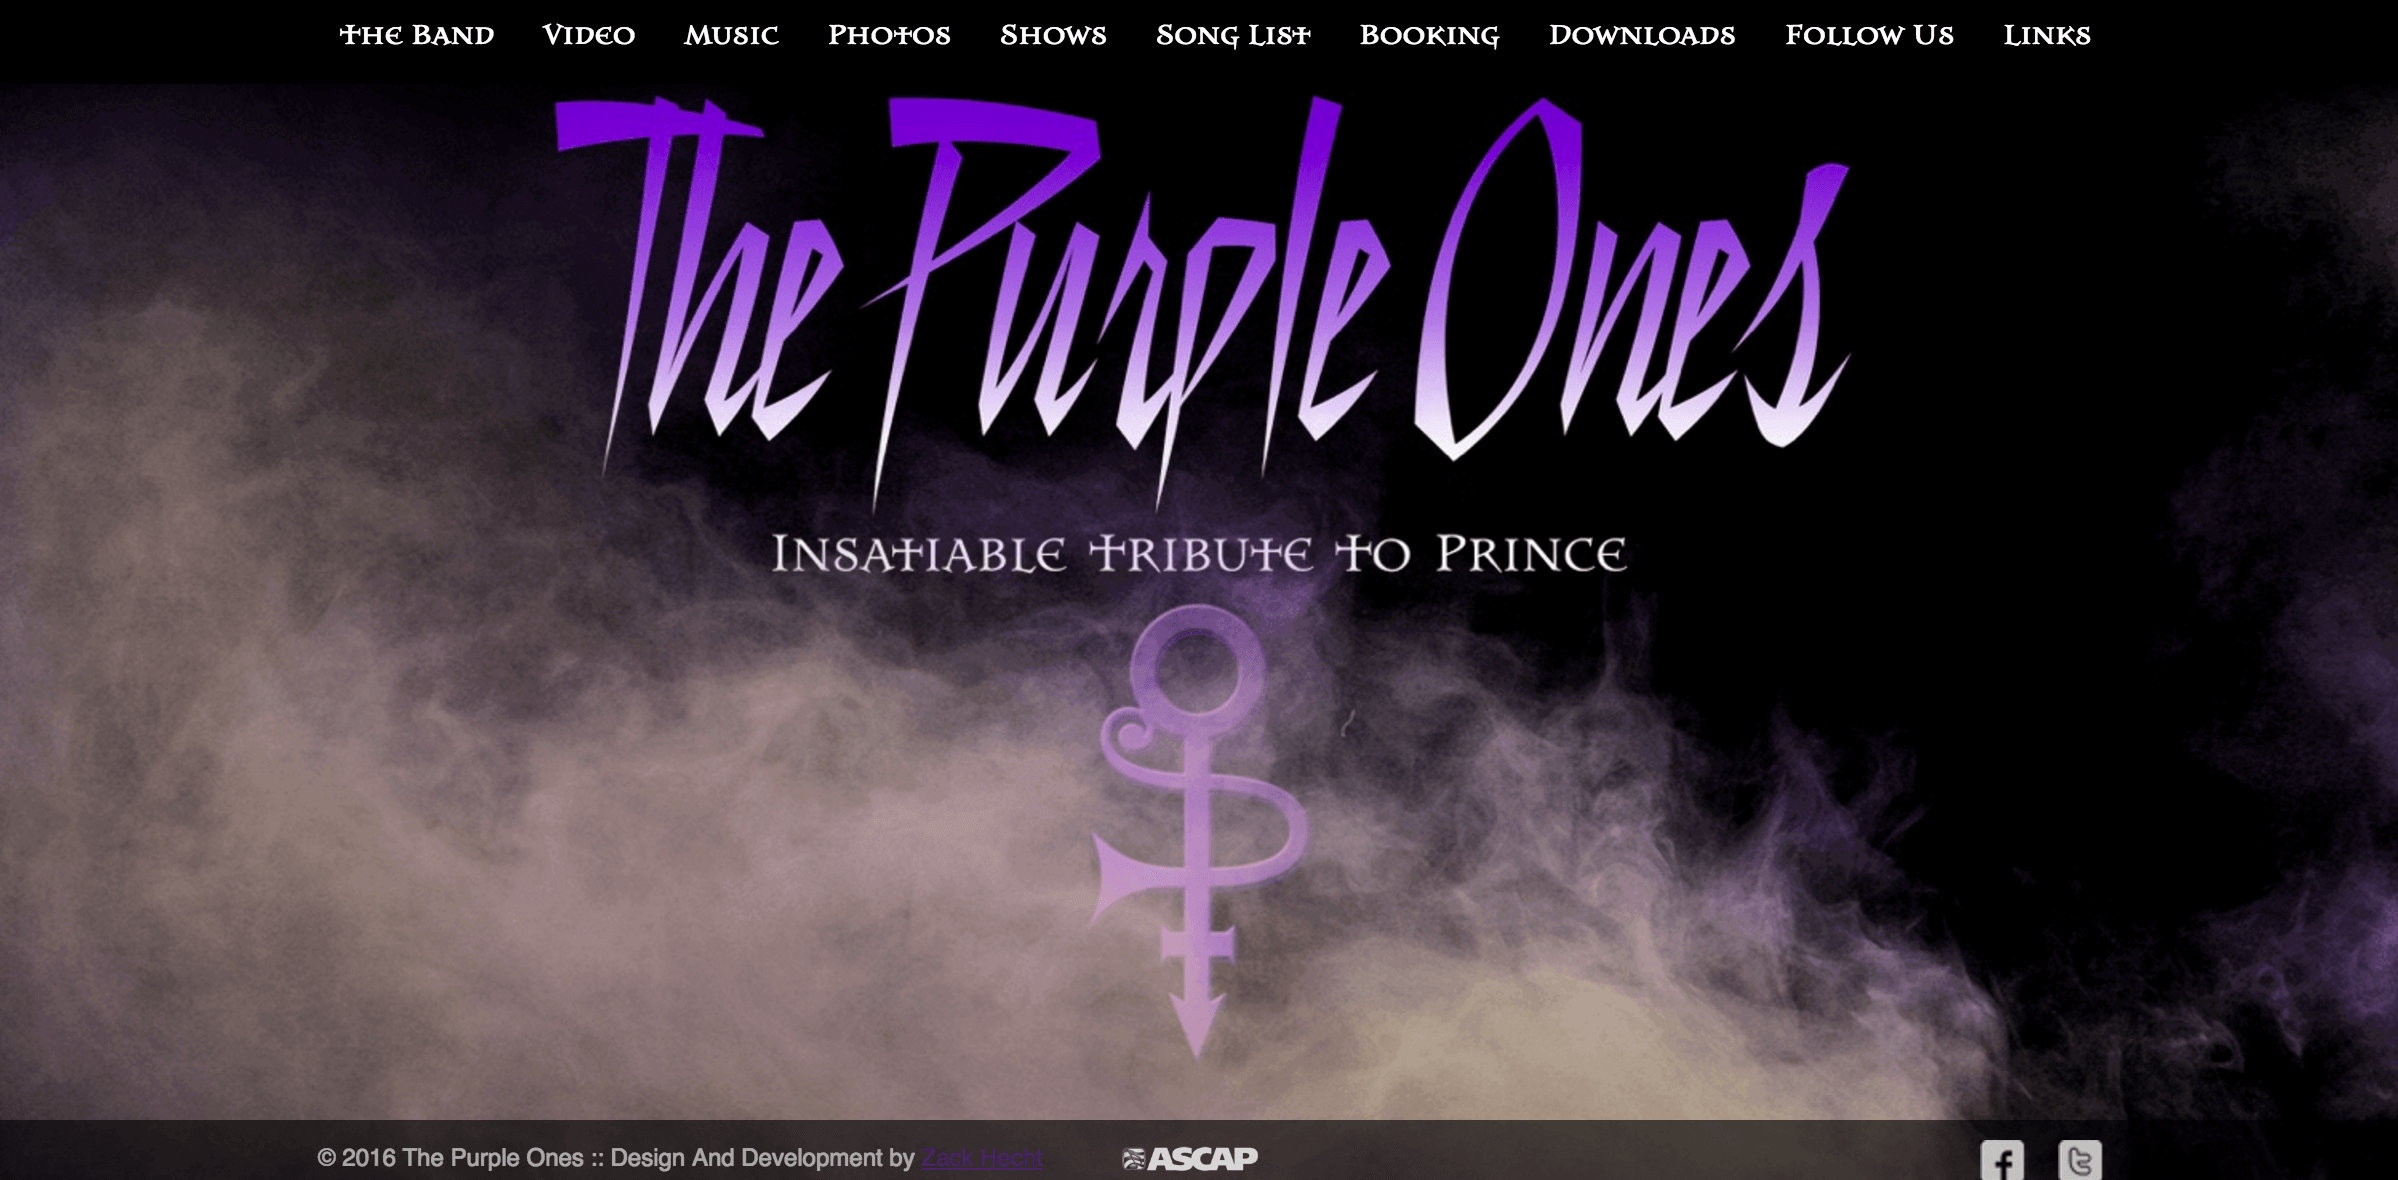 The Band Video Music Photos Shows Song List Booking Downloads Follow Us Links
The Purple Ones
Insatiable Tribute to Prince
© 2016 The Purple Ones :: Design And Development by Zack Hecht ASCAP